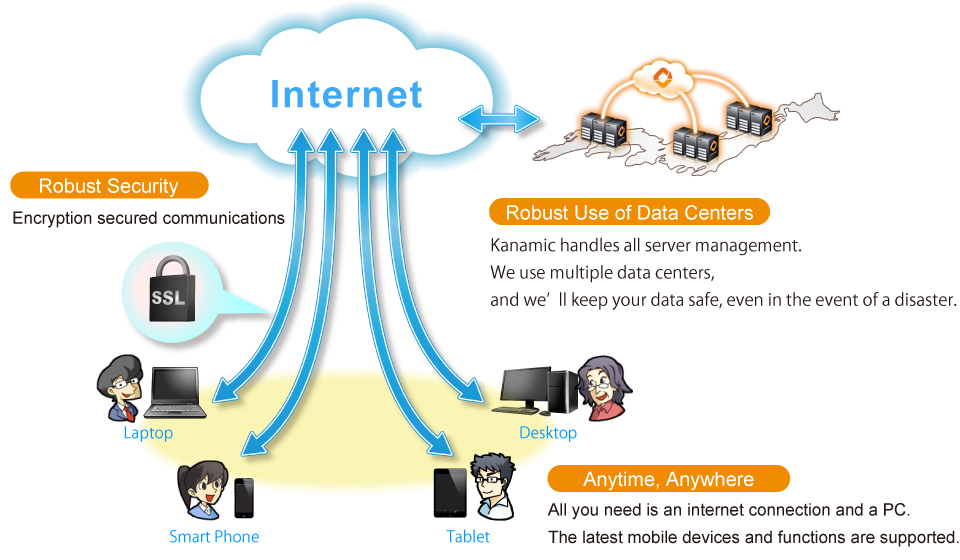 Internet
Robust Security
Encryption secured communications
SSL
Robust Use of Data Centers
Kanamic handles all server management.
We use multiple data centers,
and we’ll keep your data safe, even in the event of a disaster.
Laptop
Desktop
Smart Phone
Tablet
Anytime, Anywhere
All you need is an internet connection and a PC.
The latest mobile devices and functions are supported.